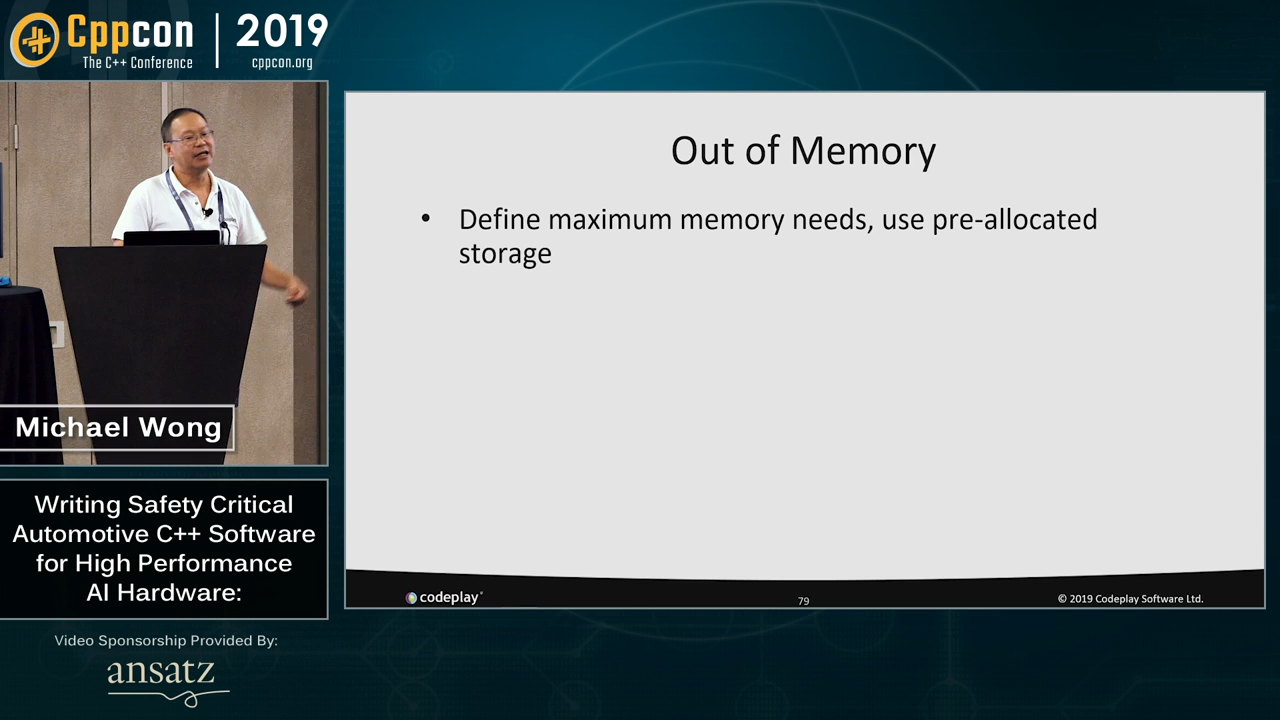 Cppcon
The C++ Conference
2019
cppcon.org
Michael Wong
Writing Safety Critical
Automotive C++ Software
for High Performance
AI Hardware:
Video Sponsorship Provided By:
ansatz
Out of Memory
• Define maximum memory needs, use pre-allocated
storage
codeplay
79
© 2019 Codeplay Software Ltd.